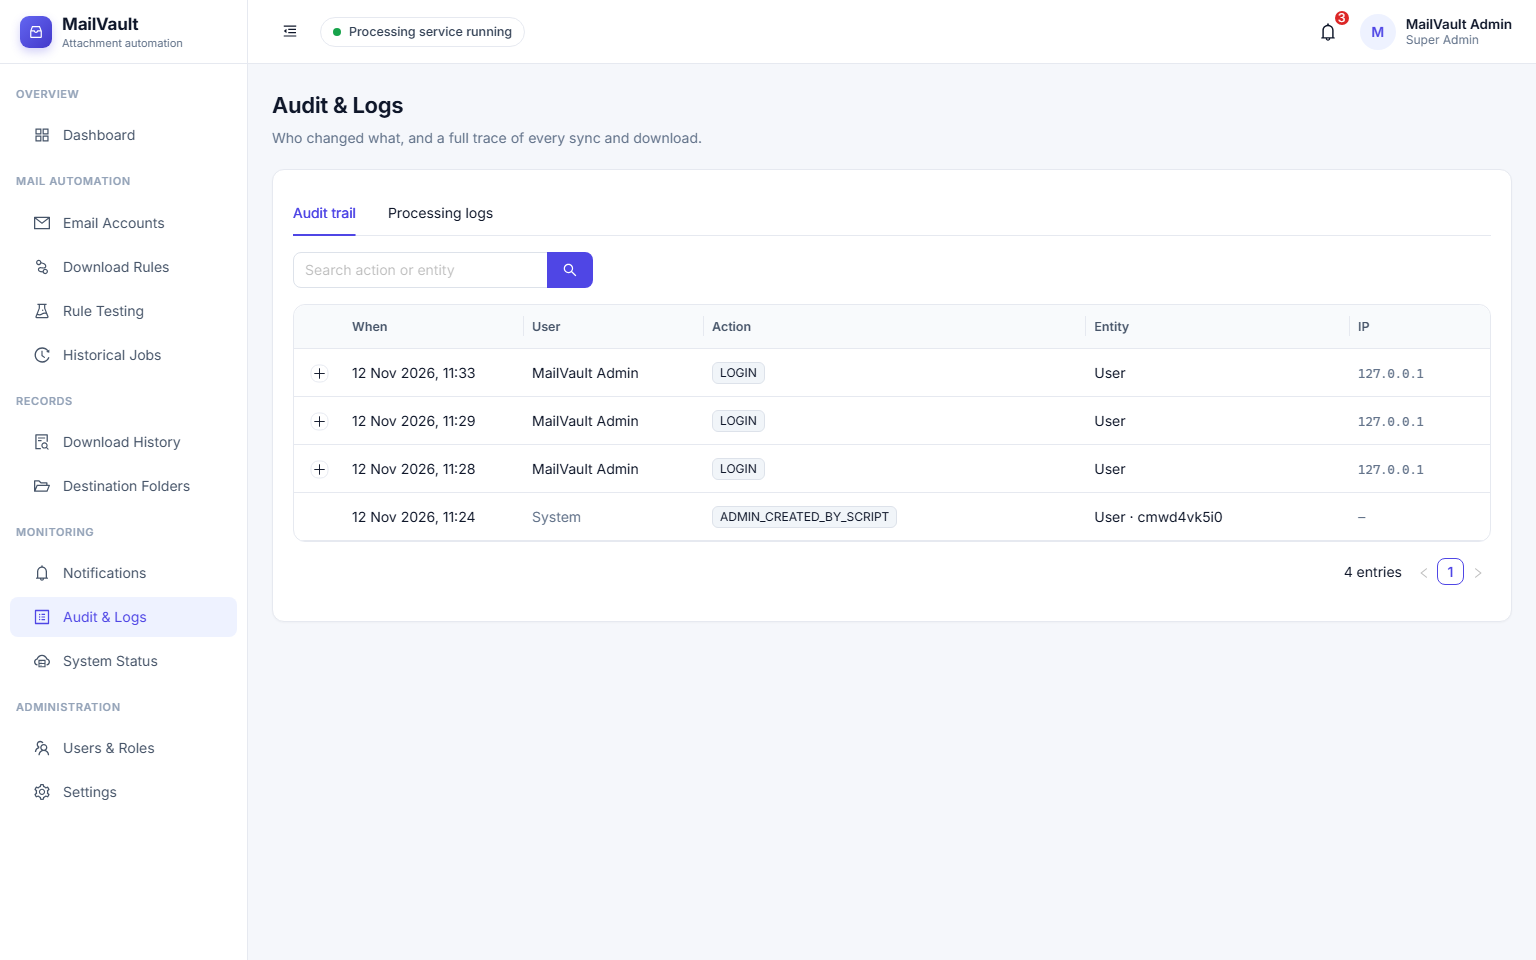 MailVault
Attachment automation
Processing service running
3
M
MailVault Admin
Super Admin
OVERVIEW
Dashboard
MAIL AUTOMATION
Email Accounts
Download Rules
Rule Testing
Historical Jobs
RECORDS
Download History
Destination Folders
MONITORING
Notifications
Audit & Logs
System Status
ADMINISTRATION
Users & Roles
Settings
Audit & Logs
Who changed what, and a full trace of every sync and download.
Audit trail Processing logs
Search action or entity
When User Action Entity IP
12 Nov 2026, 11:33 MailVault Admin LOGIN User 127.0.0.1
12 Nov 2026, 11:29 MailVault Admin LOGIN User 127.0.0.1
12 Nov 2026, 11:28 MailVault Admin LOGIN User 127.0.0.1
12 Nov 2026, 11:24 System ADMIN_CREATED_BY_SCRIPT User · cmwd4vk5i0 –
4 entries < 1 >